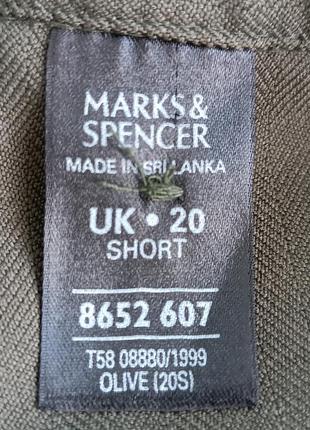 MARKS &
SPENCER
MADE IN SRI LANKA
UK • 20
SHORT
8652 607
T58 08880/1999
OLIVE (20S)